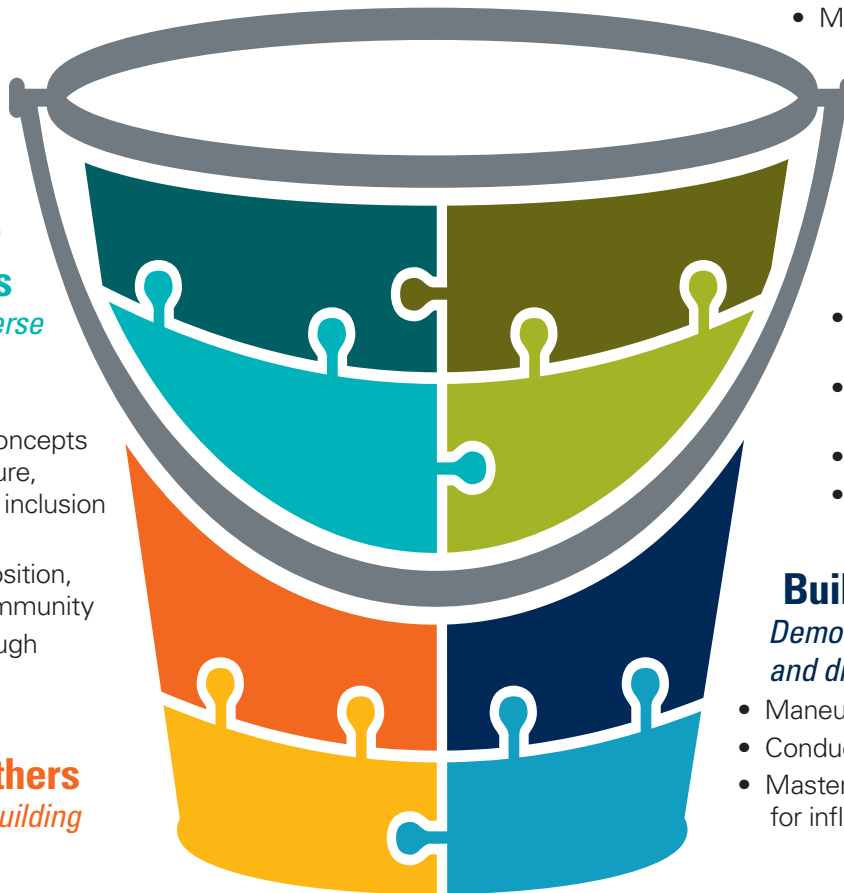 • M
s
erse
oncepts
ure,
inclusion
osition,
mmunity
ugh
thers
uilding
•
•
•
•
Buil
Demo
and di
• Maneu
• Conduc
• Master
for infl